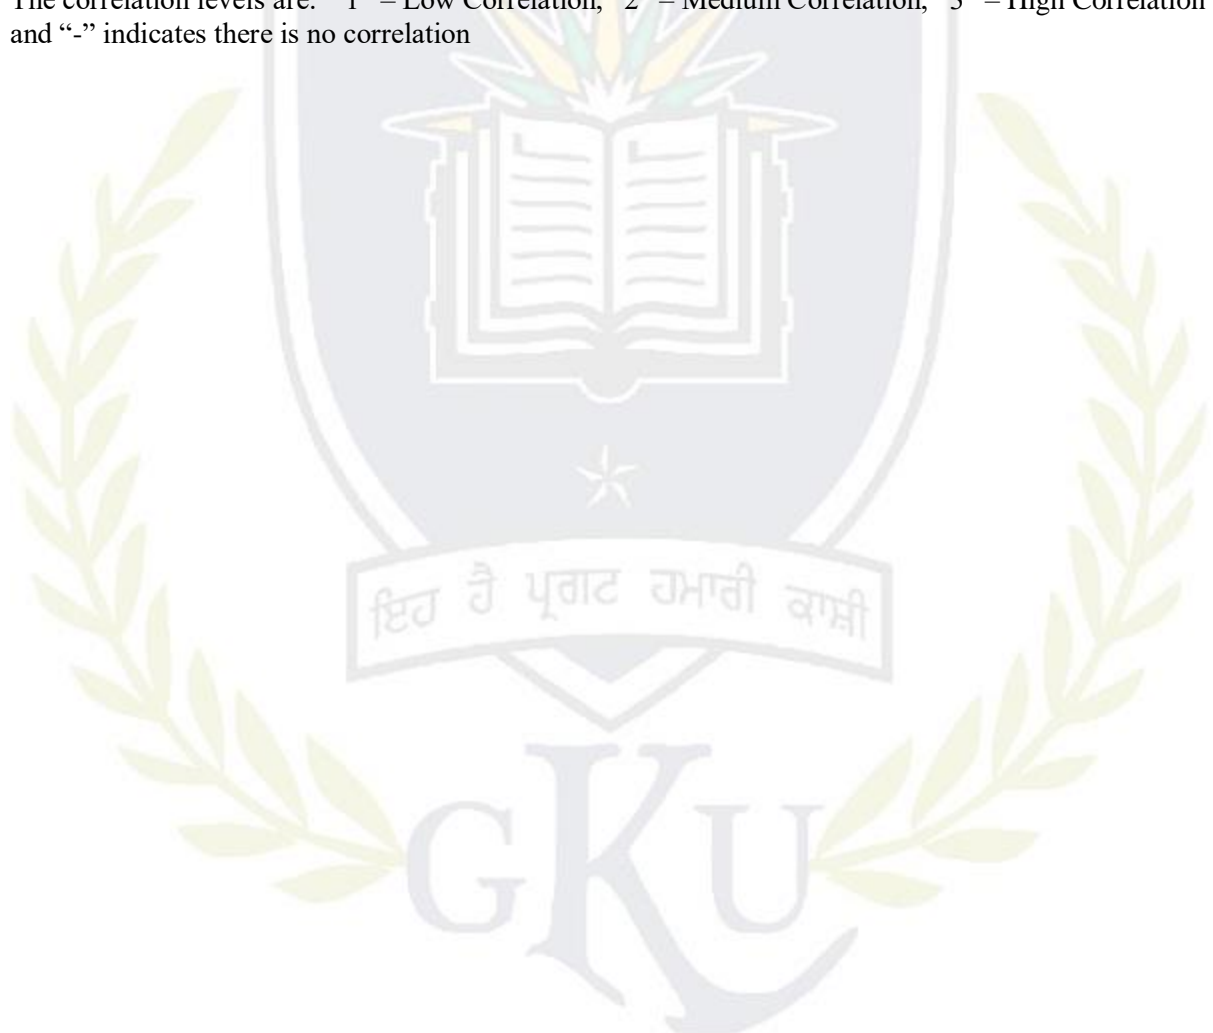 The correlation levels are: “1” – Low Correlation, “2” – Medium Correlation, “3” – High Correlation
and “-” indicates there is no correlation
ਇਹ ਹੈ ਪ੍ਰਗਟ ਹਮਾਰੀ ਕਾਸ਼ੀ
GKU